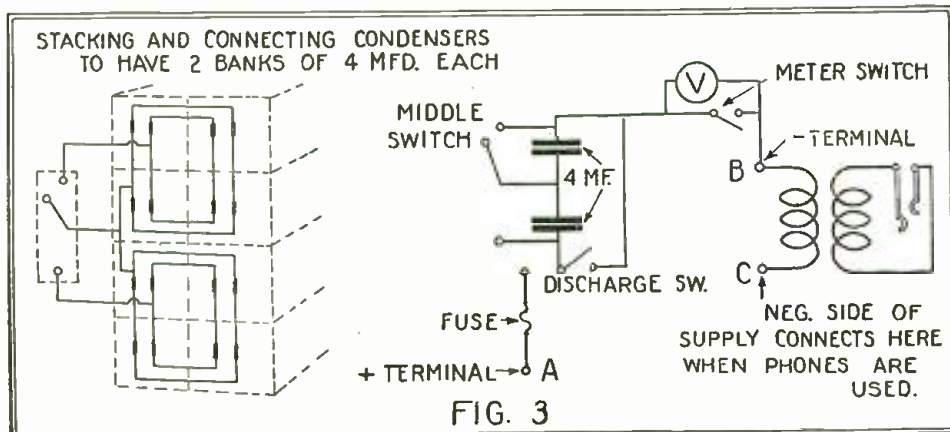 STACKING AND CONNECTING CONDENSERS
TO HAVE 2 BANKS OF 4 MFD. EACH
MIDDLE
SWITCH
4 MF.
DISCHARGE SW.
FUSE
+ TERMINAL
A
V
METER SWITCH
- TERMINAL
B
C
NEG. SIDE OF
SUPPLY CONNECTS HERE
WHEN PHONES ARE
USED.
FIG. 3